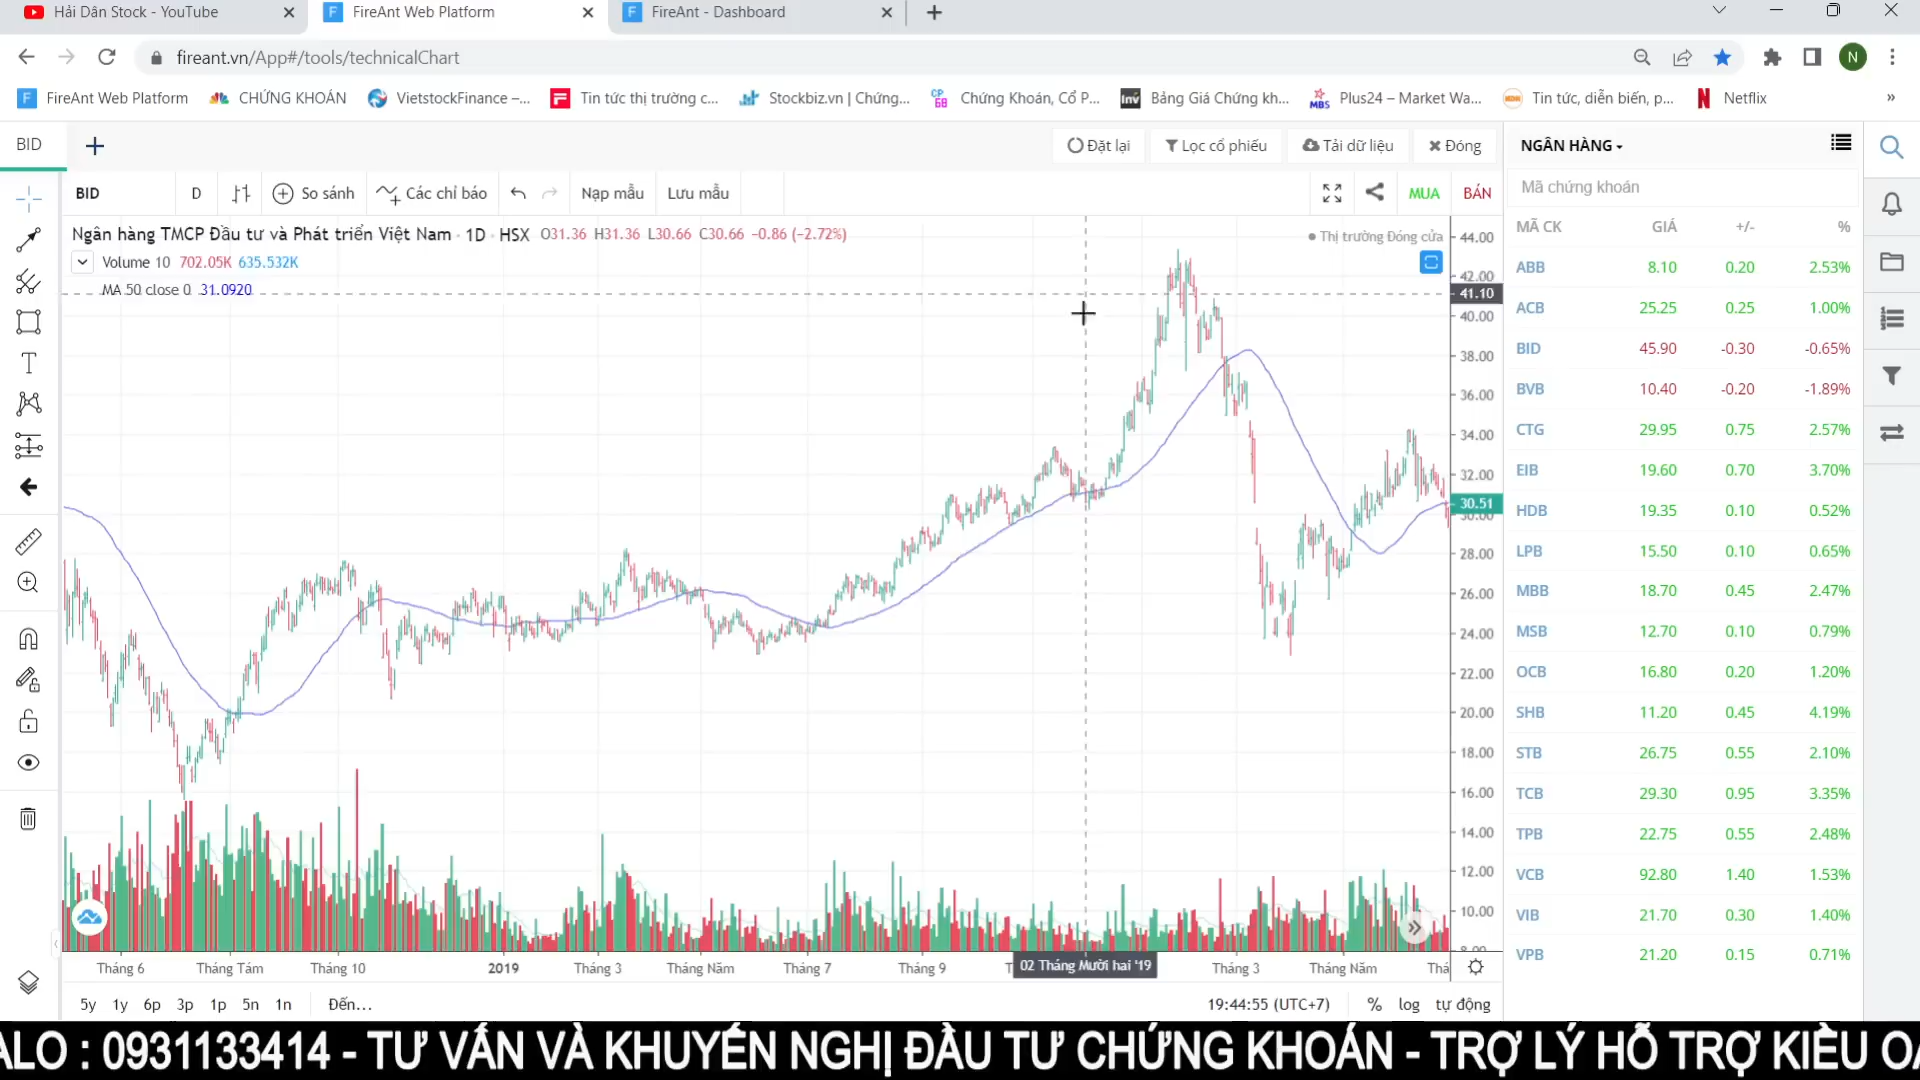 Hải Dân Stock - YouTube
FireAnt Web Platform
FireAnt - Dashboard
fireant.vn/App#/tools/technicalChart
N
FireAnt Web Platform
CHỨNG KHOÁN
VietstockFinance –...
Tin tức thị trường c...
Stockbiz.vn | Chứng...
Chứng Khoán, Cổ P...
Bảng Giá Chứng kh...
Plus24 – Market Wa...
Tin tức, diễn biến, p...
Netflix
»
BID
Đặt lại
Lọc cổ phiếu
Tải dữ liệu
Đóng
NGÂN HÀNG
BID
D
So sánh
Các chỉ báo
Nạp mẫu
Lưu mẫu
MUA
BÁN
Mã chứng khoán
Ngân hàng TMCP Đầu tư và Phát triển Việt Nam · 1D · HSX O31.36 H31.36 L30.66 C30.66 −0.86 (−2.72%)
Thị trường Đóng cửa
Volume 10 702.05K 635.532K
MA 50 close 0 31.0920
44.00
42.00
41.10
40.00
38.00
36.00
34.00
32.00
30.51
30.00
28.00
26.00
24.00
22.00
20.00
18.00
16.00
14.00
12.00
10.00
8.00
MÃ CK GIÁ +/- %
ABB 8.10 0.20 2.53%
ACB 25.25 0.25 1.00%
BID 45.90 -0.30 -0.65%
BVB 10.40 -0.20 -1.89%
CTG 29.95 0.75 2.57%
EIB 19.60 0.70 3.70%
HDB 19.35 0.10 0.52%
LPB 15.50 0.10 0.65%
MBB 18.70 0.45 2.47%
MSB 12.70 0.10 0.79%
OCB 16.80 0.20 1.20%
SHB 11.20 0.45 4.19%
STB 26.75 0.55 2.10%
TCB 29.30 0.95 3.35%
TPB 22.75 0.55 2.48%
VCB 92.80 1.40 1.53%
VIB 21.70 0.30 1.40%
VPB 21.20 0.15 0.71%
Tháng 6 Tháng Tám Tháng 10 2019 Tháng 3 Tháng Năm Tháng 7 Tháng 9 T 02 Tháng Mười hai '19 Tháng 3 Tháng Năm Thá
5y 1y 6p 3p 1p 5n 1n Đến... 19:44:55 (UTC+7) % log tự động
ALO : 0931133414 - TƯ VẤN VÀ KHUYẾN NGHỊ ĐẦU TƯ CHỨNG KHOÁN - TRỢ LÝ HỖ TRỢ KIỀU OA